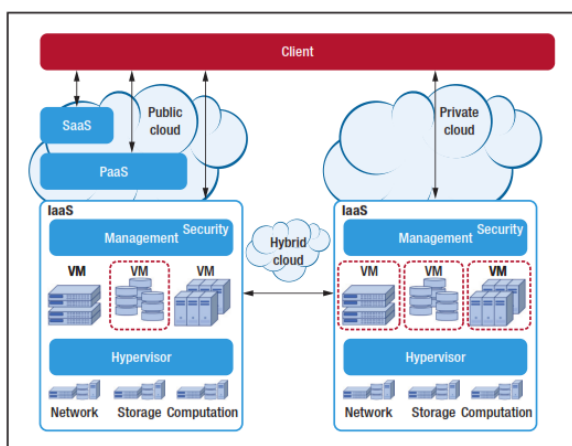 Client
Public
cloud
SaaS
PaaS
Private
cloud
IaaS
Security
Management
VM
VM
VM
Hypervisor
Network
Storage
Computation
Hybrid
cloud
IaaS
Security
Management
VM
VM
VM
Hypervisor
Network
Storage
Computation